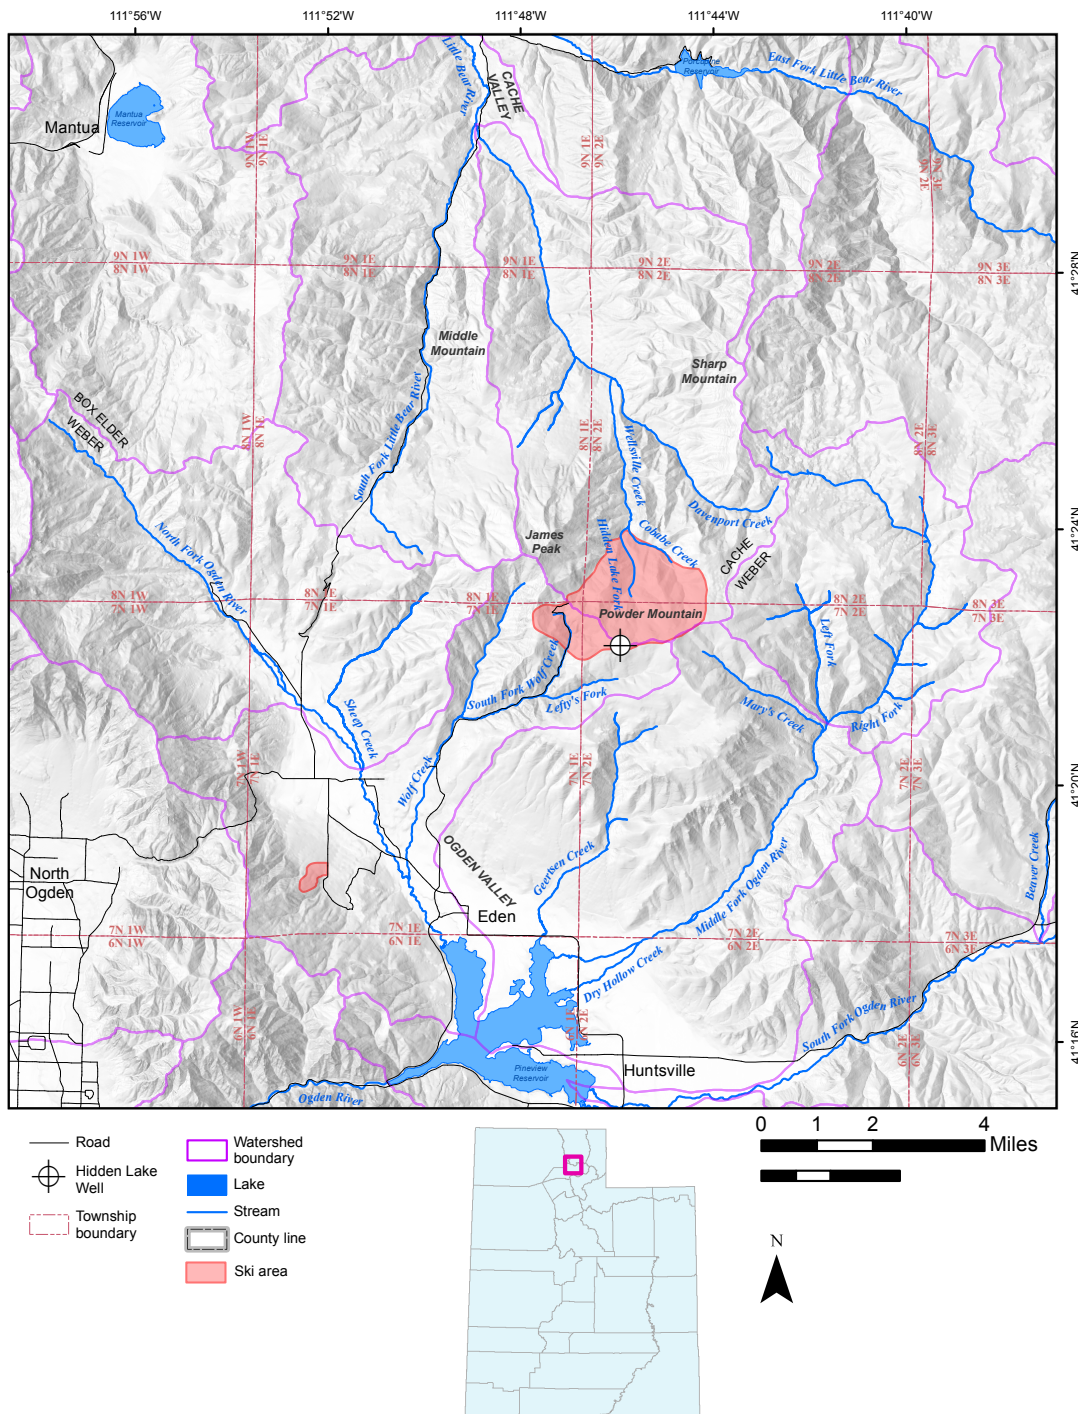 111°56'W
111°52'W
111°48'W
111°44'W
111°40'W
Little Bear River
CACHE
VALLEY
Porcupine
Reservoir
East Fork Little Bear River
Mantua
Mantua
Reservoir
9N 1W
9N 1E
9N 1E
9N 2E
9N 2E
9N 3E
9N 1W
8N 1W
9N 1E
8N 1E
9N 1E
8N 1E
9N 2E
8N 2E
9N 2E
8N 2E
9N 3E
8N 3E
41°28'N
Middle
Mountain
Sharp
Mountain
BOX ELDER
WEBER
8N 1W
8N 1E
South Fork Little Bear River
8N 1E
8N 2E
Wellsville Creek
8N 2E
8N 3E
Davenport Creek
41°24'N
North Fork Ogden River
James
Peak
Hidden Lake Fork
Cobabe Creek
CACHE
WEBER
8N 1W
7N 1W
8N 1E
7N 1E
8N 1E
7N 1E
8N 2E
7N 2E
8N 3E
7N 3E
Powder Mountain
Left Fork
South Fork Wolf Creek
Lefty's Fork
Mary's Creek
Right Fork
Sheep Creek
7N 1W
7N 1E
Wolf Creek
7N 1E
7N 2E
7N 2E
7N 3E
41°20'N
OGDEN VALLEY
Geertsen Creek
Middle Fork Ogden River
Beaver Creek
North
Ogden
Eden
7N 1W
6N 1W
7N 1E
6N 1E
7N 2E
6N 2E
7N 3E
6N 3E
Dry Hollow Creek
6N 1W
6N 1E
6N 1E
6N 2E
South Fork Ogden River
6N 2E
6N 3E
41°16'N
Pineview
Reservoir
Huntsville
Ogden River
Road
Hidden Lake
Well
Township
boundary
Watershed
boundary
Lake
Stream
County line
Ski area
0 1 2 4
Miles
N